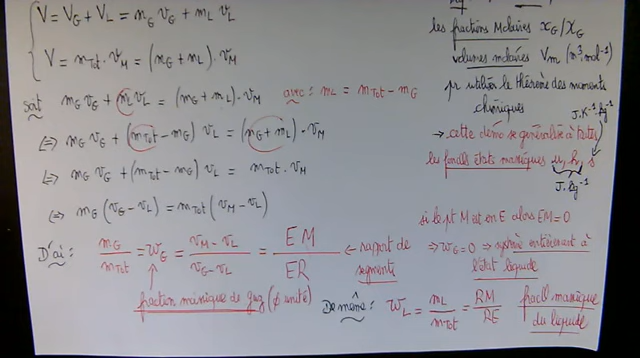 V = V_G + V_L = m_G v_G + m_L v_L
V = m_Tot . v_M = (m_G + m_L) . v_M
soit m_G v_G + m_L v_L = (m_G + m_L) . v_M avec : m_L = m_Tot - m_G
(=) m_G v_G + (m_Tot - m_G) v_L = (m_G + m_L) . v_M
(=) m_G v_G + (m_Tot - m_G) v_L = m_Tot . v_M
(=) m_G (v_G - v_L) = m_Tot (v_M - v_L)
D'où : m_G / m_Tot = w_G = (v_M - v_L) / (v_G - v_L) = EM / ER ← rapport de
segments
fraction massique de gaz (∅ unité)
De même : w_L = m_L / m_Tot = RM / RE fract° massique
du liquide
les fractions Molaires x_G / x_G
volumes molaires V_m (m³.mol⁻¹)
pr utiliser le théorème des moments
chimiques
J.K⁻¹.kg⁻¹
→ cette démo se généralise à toutes
les fonct°s états massiques u, h, s
J.kg⁻¹
si le pt M est en E alors EM = 0
⇒ w_G = 0 ⇒ système entièrement à
l'état liquide